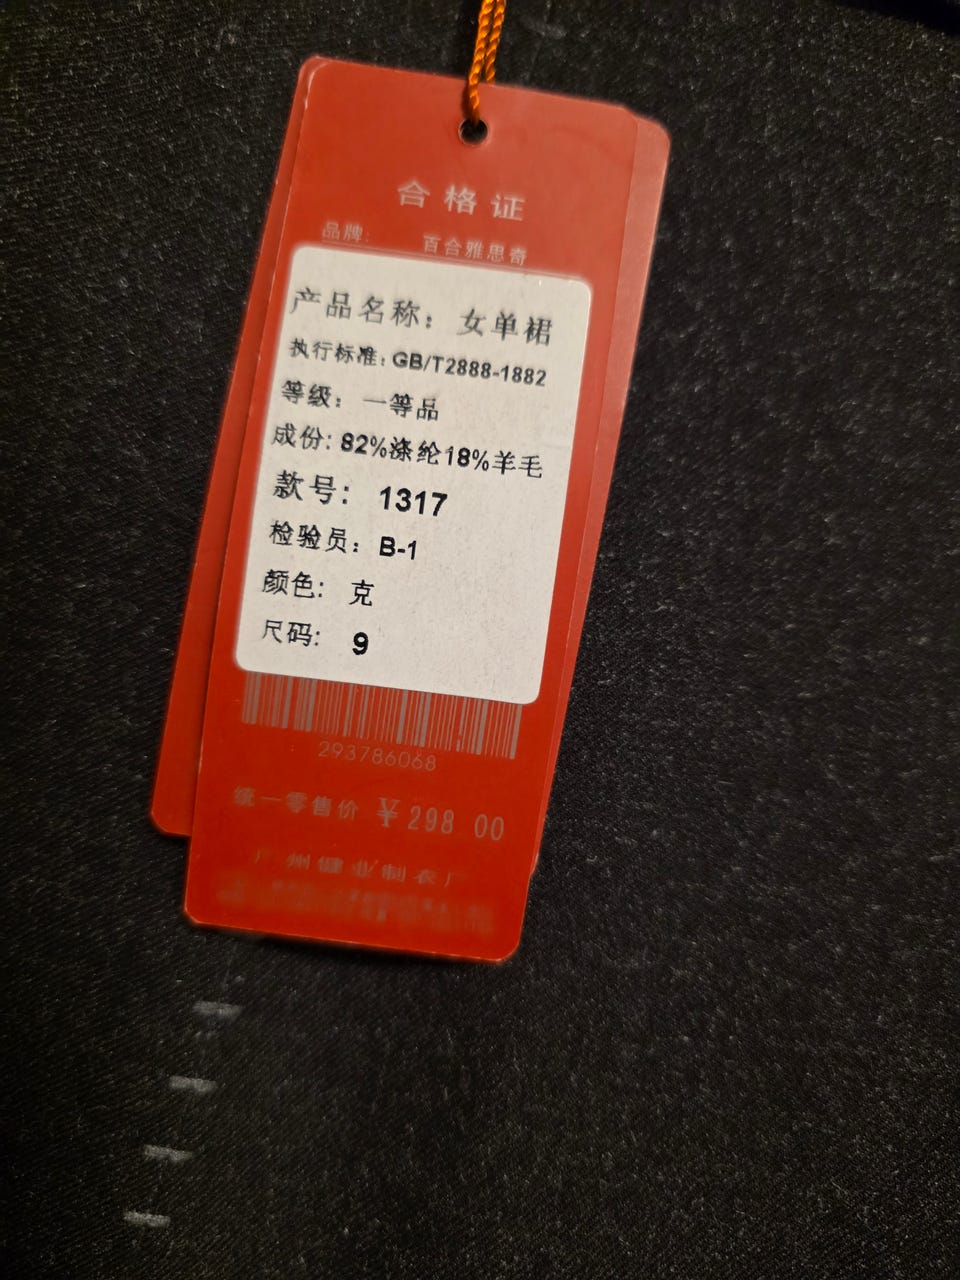 合格证
品牌: 百合雅思奇
产品名称: 女单裙
执行标准: GB/T2888-1882
等级: 一等品
成份: 82%涤纶18%羊毛
款号: 1317
检验员: B-1
颜色: 克
尺码: 9
293786068
统一零售价 ¥298 00
广州健业制衣厂